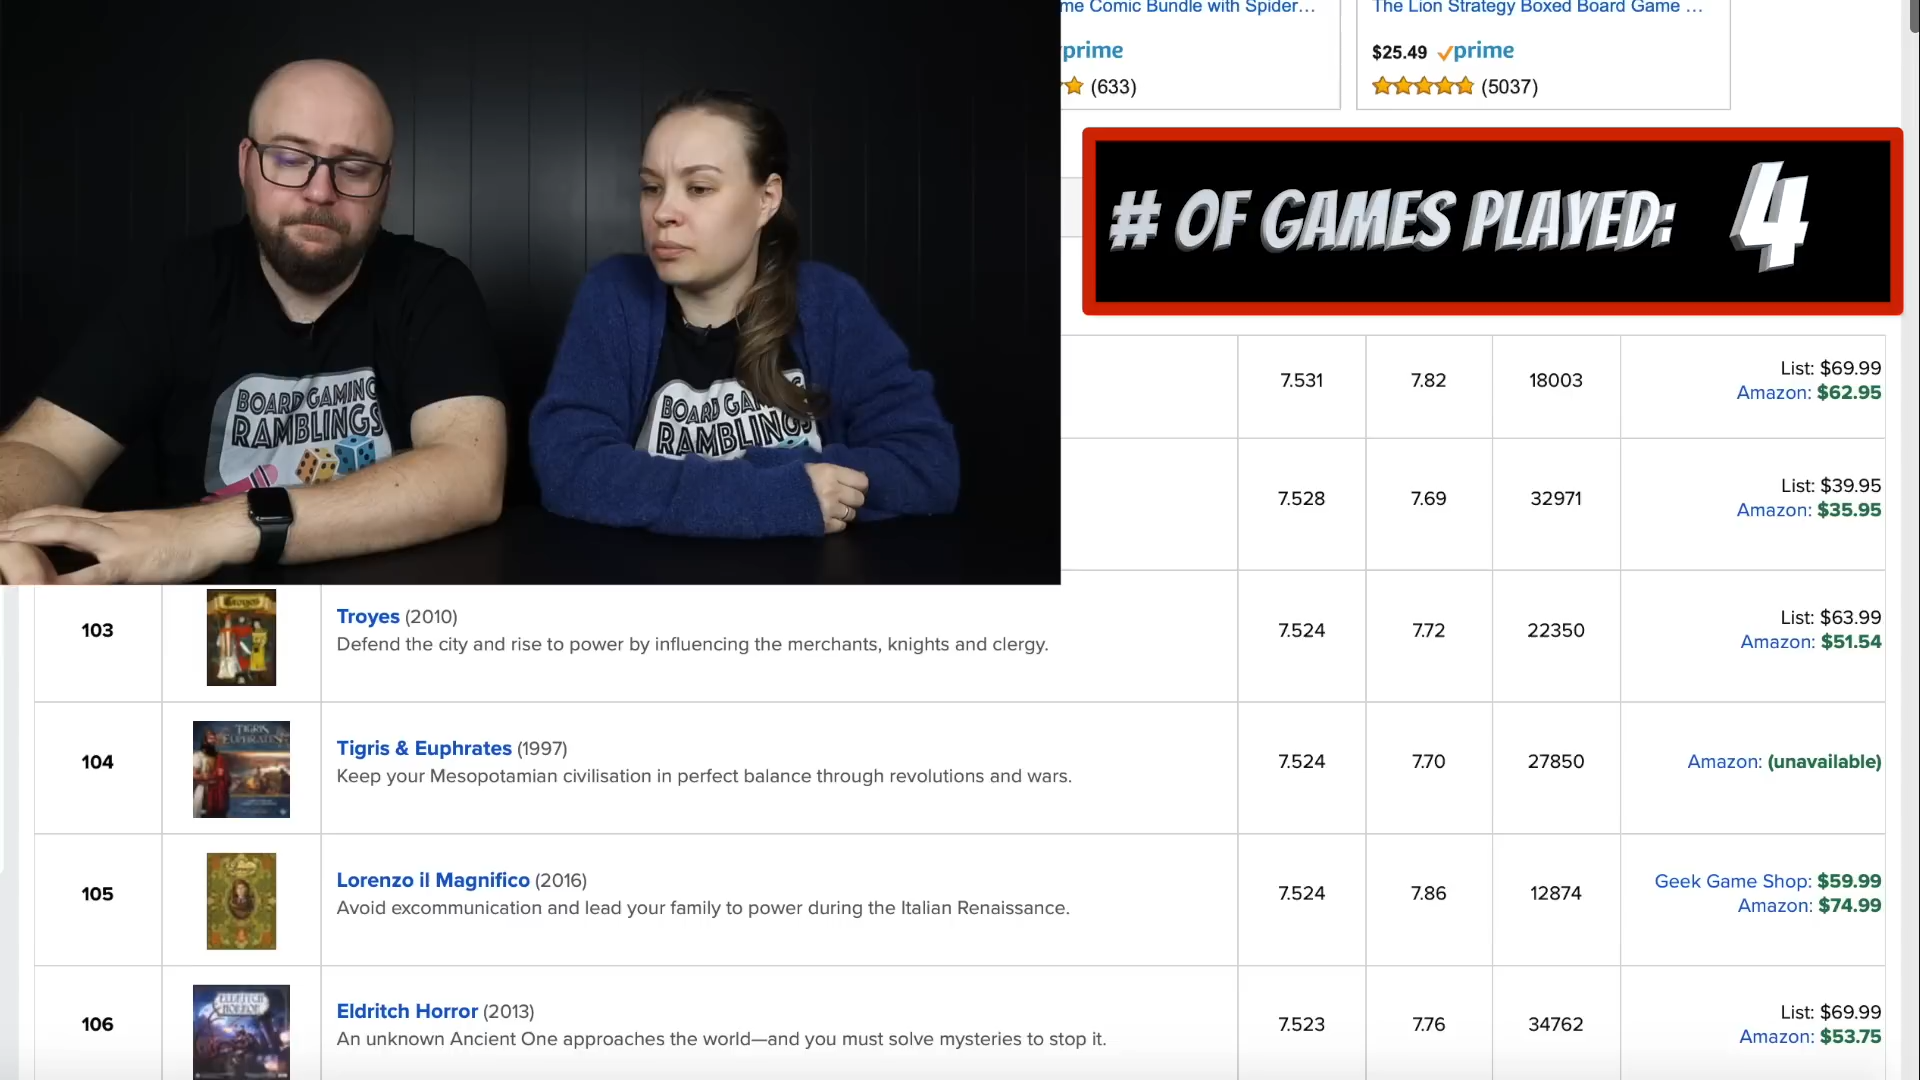 me Comic Bundle with Spider...
The Lion Strategy Boxed Board Game ...
prime
$25.49 prime
(633)
(5037)
# OF GAMES PLAYED: 4
BOARD GAMING
RAMBLINGS
BOARD GA
RAMBLINGS
7.531 7.82 18003 List: $69.99
Amazon: $62.95
7.528 7.69 32971 List: $39.95
Amazon: $35.95
103 Troyes (2010) 7.524 7.72 22350 List: $63.99
Defend the city and rise to power by influencing the merchants, knights and clergy. Amazon: $51.54
TIGRIS
EUPHRATES
104 Tigris & Euphrates (1997) 7.524 7.70 27850 Amazon: (unavailable)
Keep your Mesopotamian civilisation in perfect balance through revolutions and wars.
105 Lorenzo il Magnifico (2016) 7.524 7.86 12874 Geek Game Shop: $59.99
Avoid excommunication and lead your family to power during the Italian Renaissance. Amazon: $74.99
ELDRITCH
HORROR
106 Eldritch Horror (2013) 7.523 7.76 34762 List: $69.99
An unknown Ancient One approaches the world—and you must solve mysteries to stop it. Amazon: $53.75